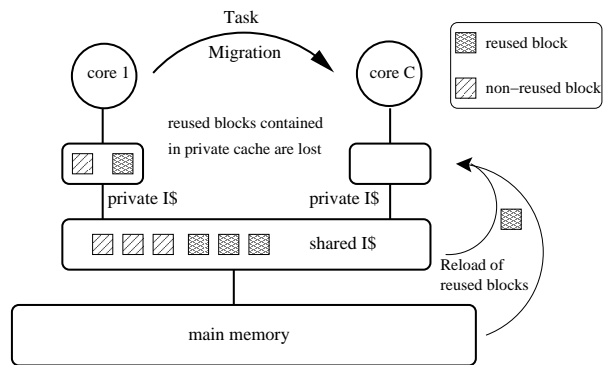 Task
Migration
core 1
core C
reused block
non−reused block
reused blocks contained
in private cache are lost
private I$
private I$
shared I$
Reload of
reused blocks
main memory